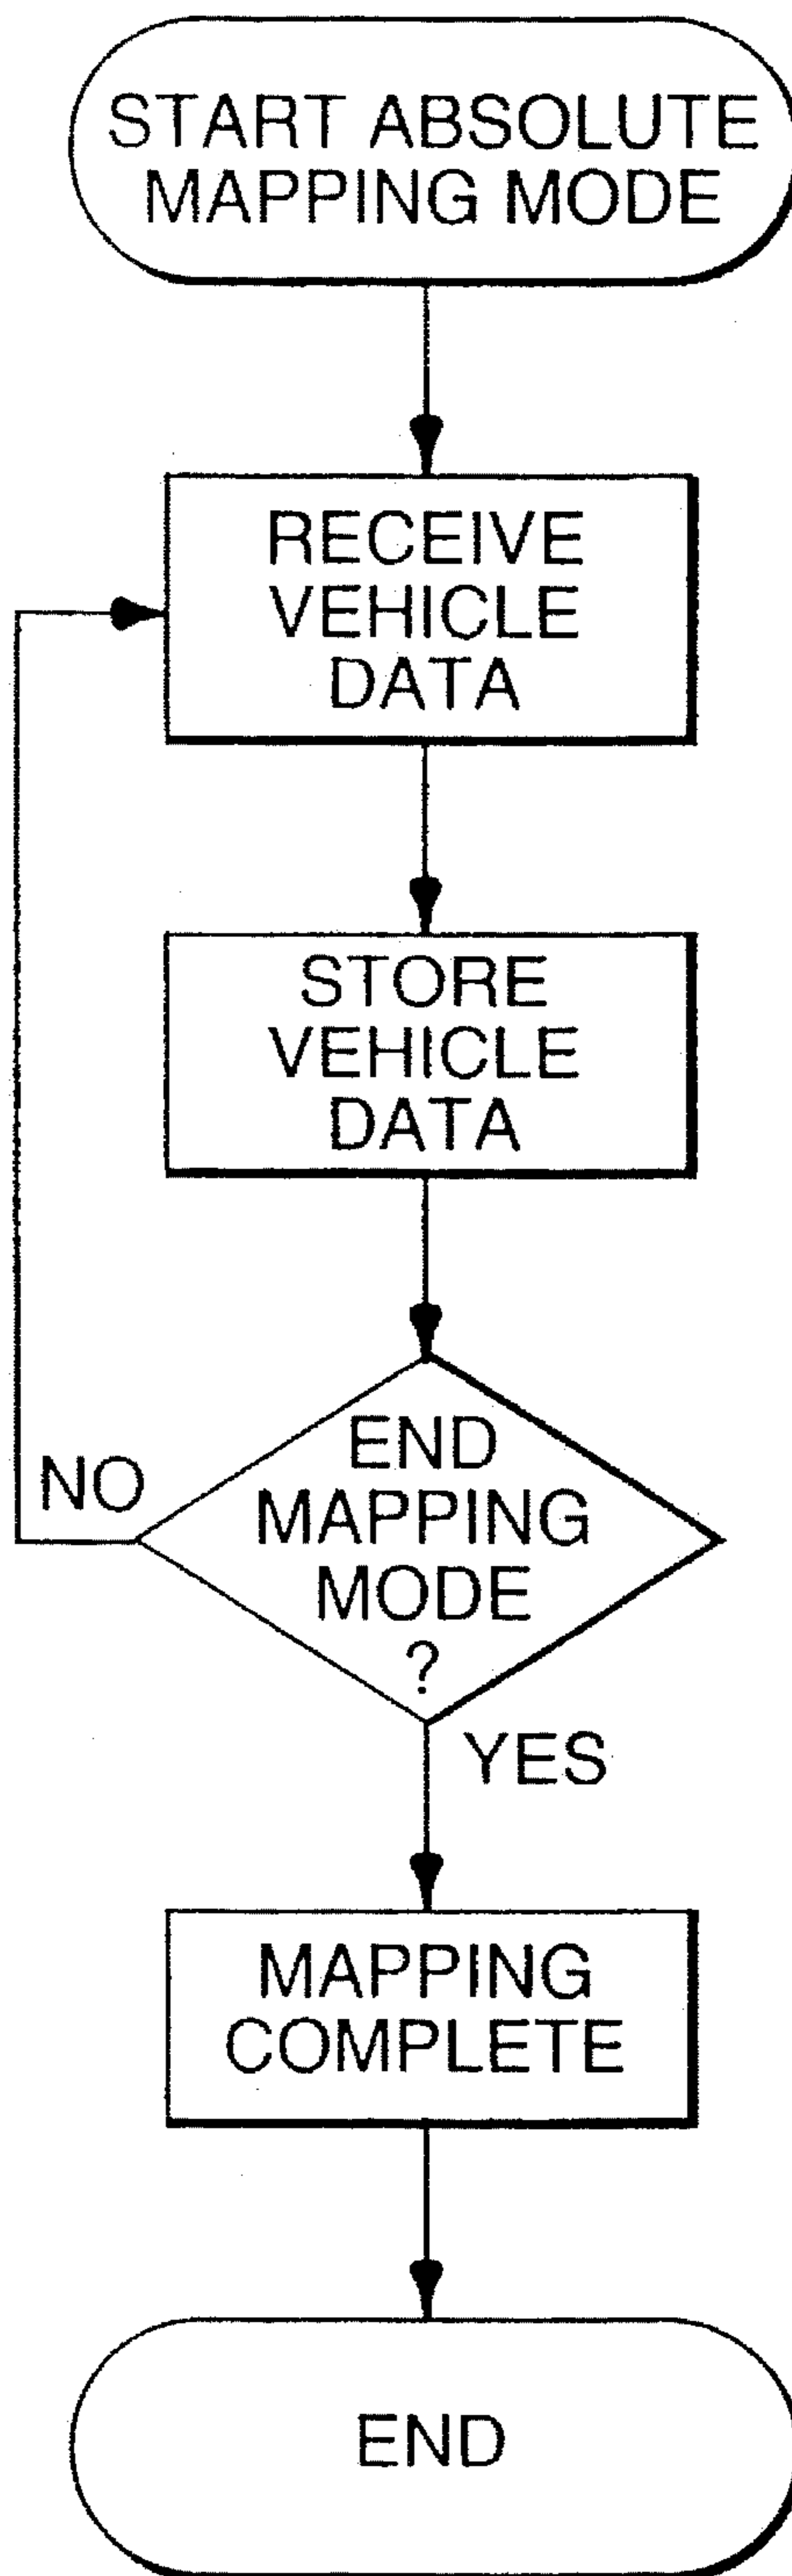 START ABSOLUTE
MAPPING MODE
RECEIVE
VEHICLE
DATA
STORE
VEHICLE
DATA
END
MAPPING
MODE
?
NO
YES
MAPPING
COMPLETE
END